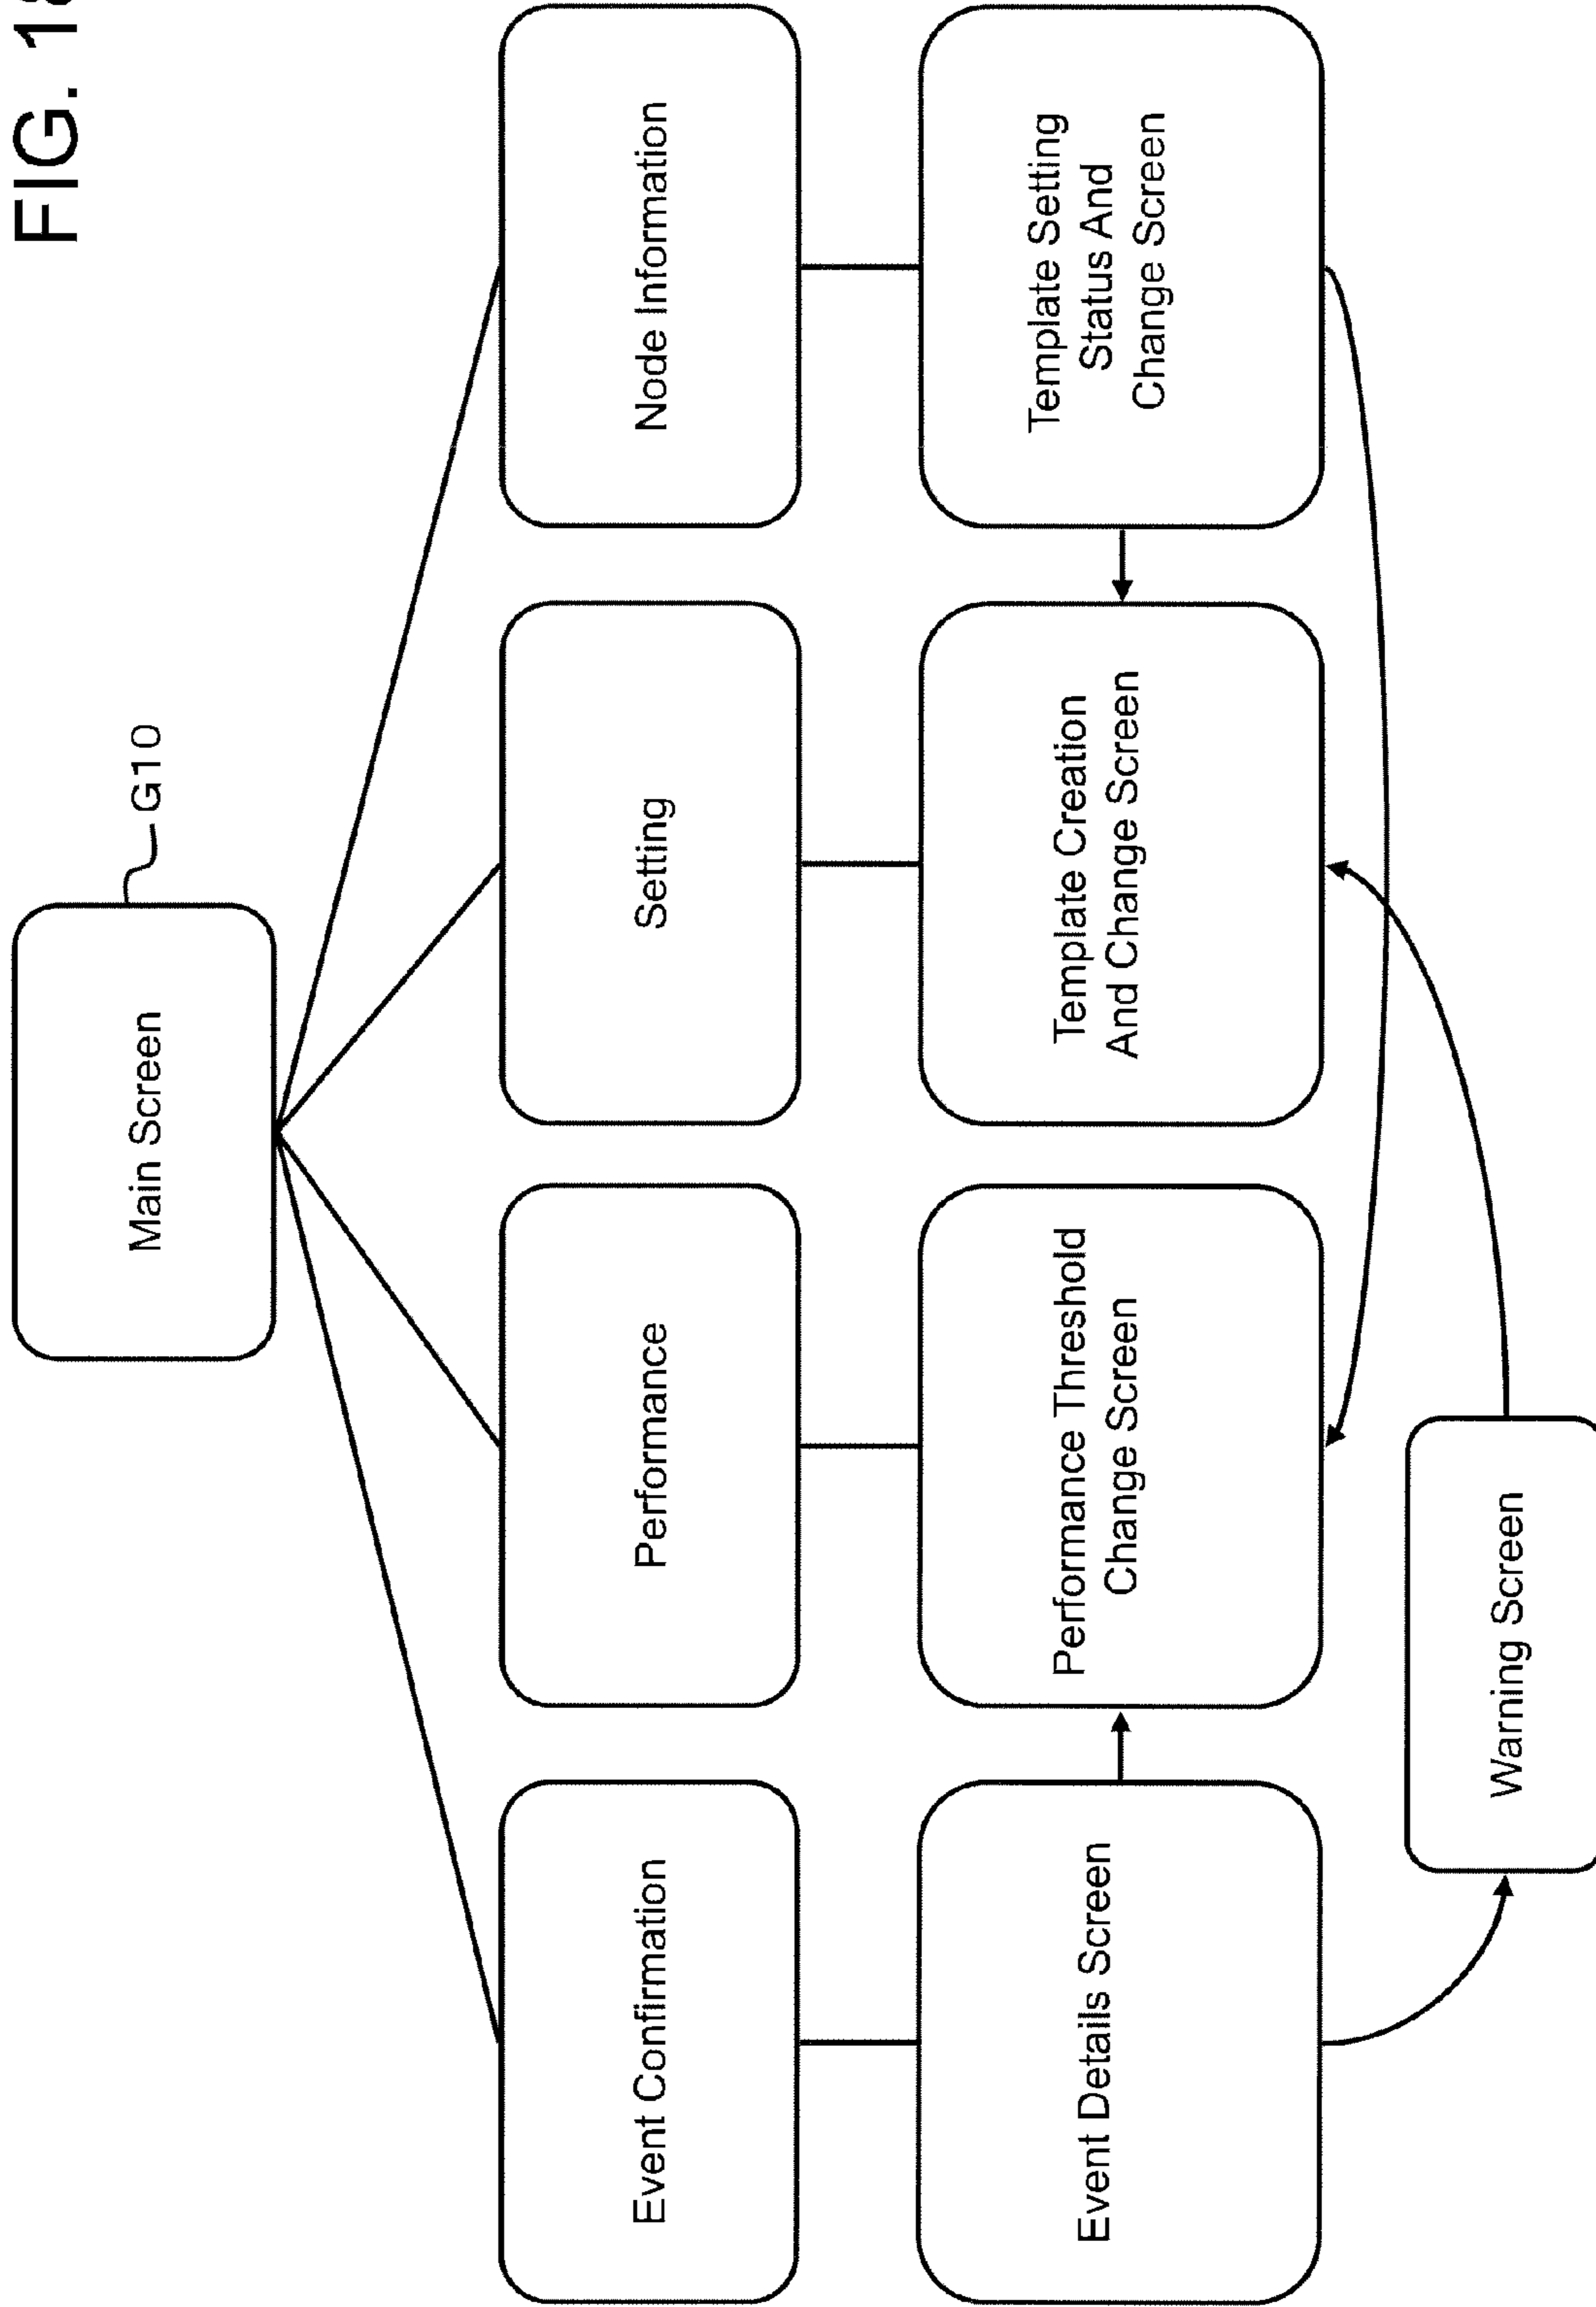 FIG. 18
Main Screen
G10
Event Confirmation
Performance
Setting
Node Information
Event Details Screen
Performance Threshold
Change Screen
Template Creation
And Change Screen
Template Setting
Status And
Change Screen
Warning Screen